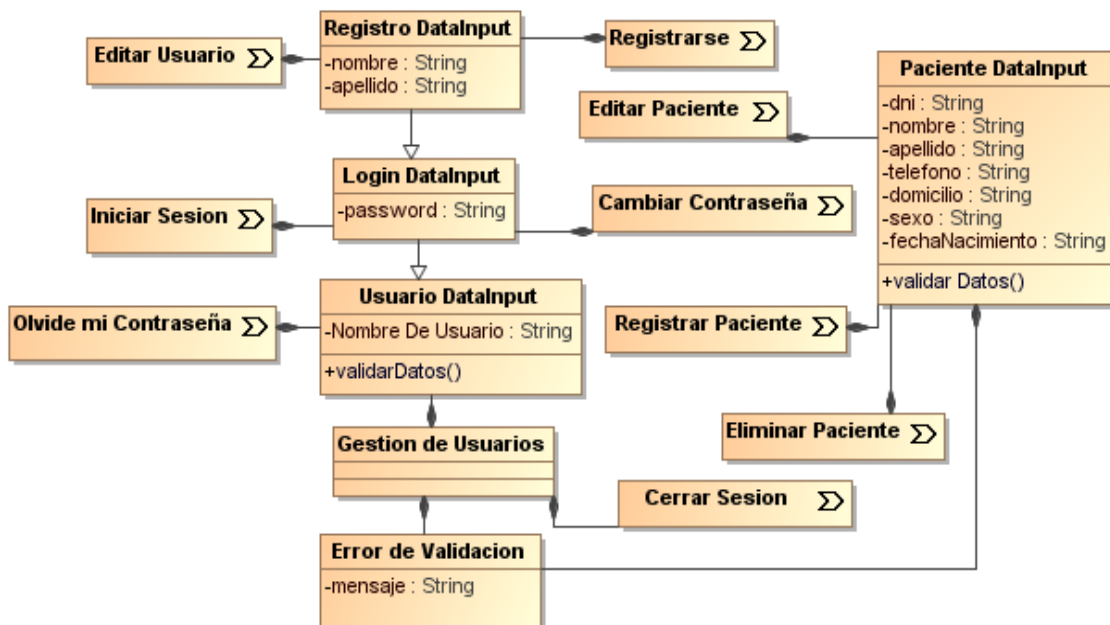 Registro DataInput
-nombre : String
-apellido : String
Editar Usuario
Registrarse
Paciente DataInput
-dni : String
-nombre : String
-apellido : String
-telefono : String
-domicilio : String
-sexo : String
-fechaNacimiento : String
+validar Datos()
Editar Paciente
Login DataInput
-password : String
Iniciar Sesion
Cambiar Contraseña
Usuario DataInput
-Nombre De Usuario : String
+validarDatos()
Olvide mi Contraseña
Registrar Paciente
Eliminar Paciente
Gestion de Usuarios
Cerrar Sesion
Error de Validacion
-mensaje : String